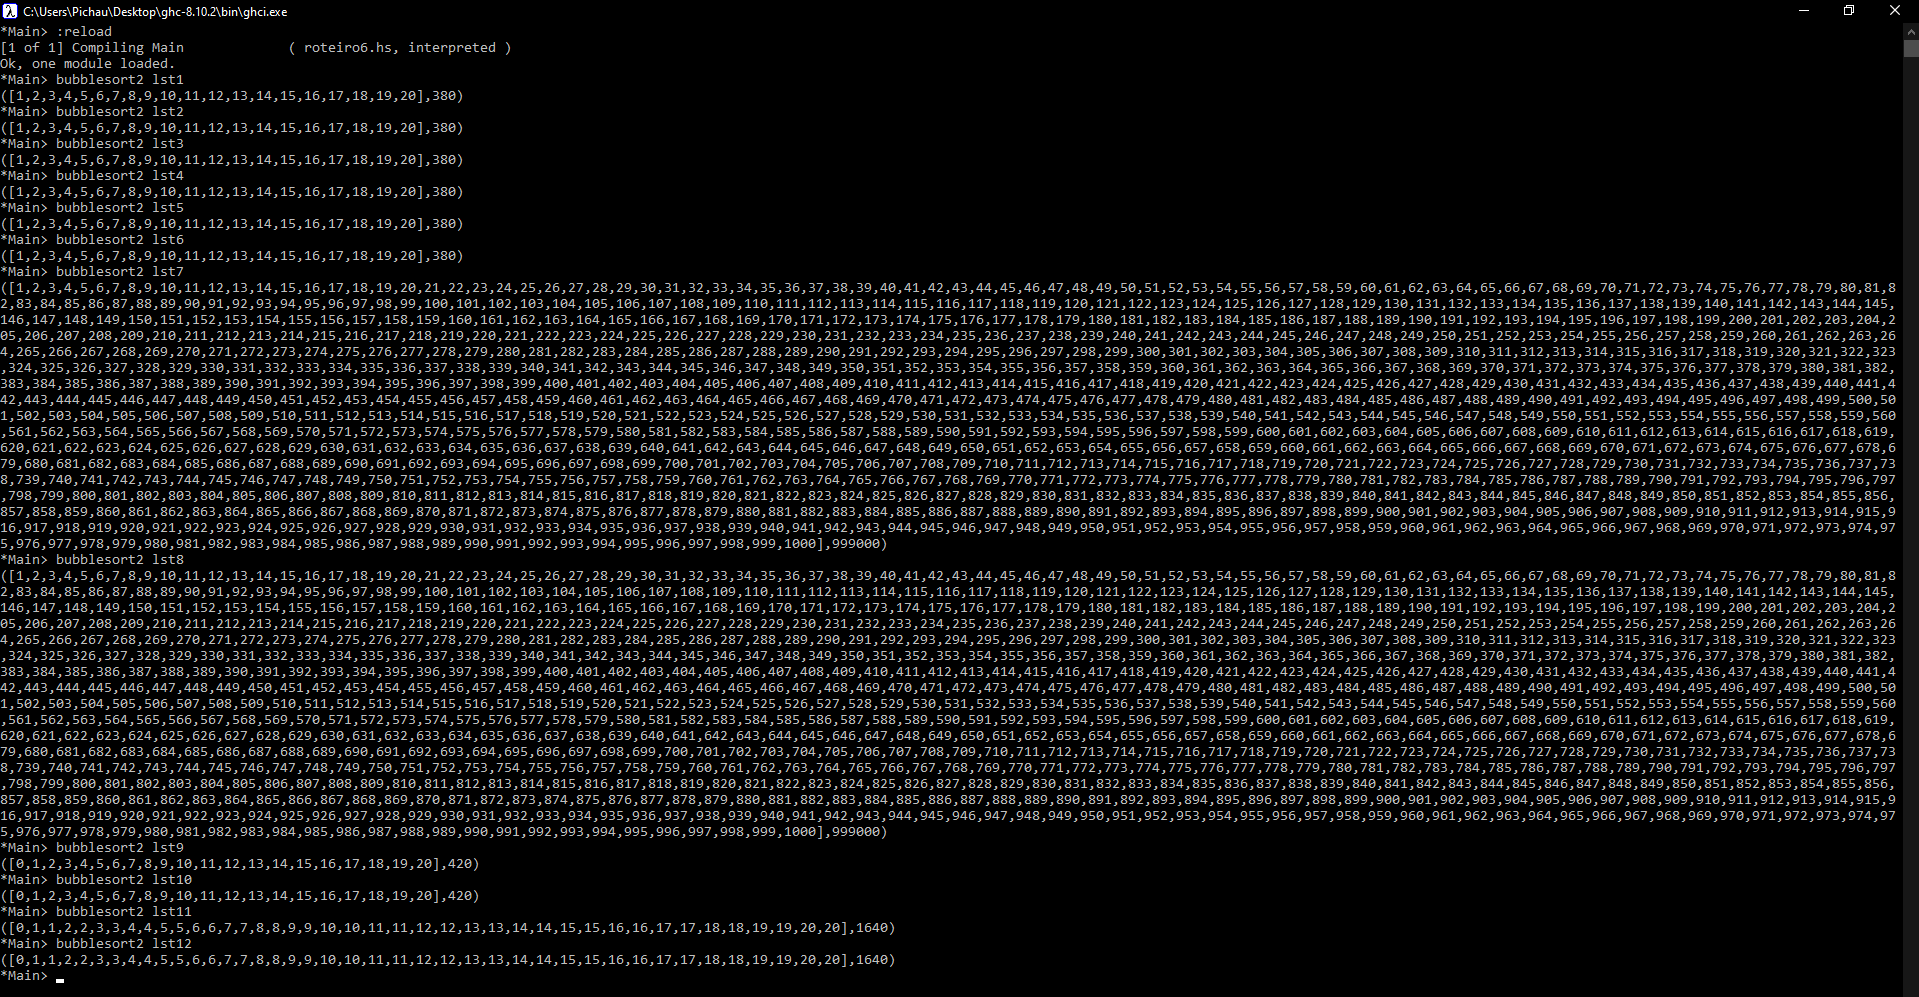 C:\Users\Pichau\Desktop\ghc-8.10.2\bin\ghci.exe
*Main> :reload
[1 of 1] Compiling Main             ( roteiro6.hs, interpreted )
Ok, one module loaded.
*Main> bubblesort2 lst1
([1,2,3,4,5,6,7,8,9,10,11,12,13,14,15,16,17,18,19,20],380)
*Main> bubblesort2 lst2
([1,2,3,4,5,6,7,8,9,10,11,12,13,14,15,16,17,18,19,20],380)
*Main> bubblesort2 lst3
([1,2,3,4,5,6,7,8,9,10,11,12,13,14,15,16,17,18,19,20],380)
*Main> bubblesort2 lst4
([1,2,3,4,5,6,7,8,9,10,11,12,13,14,15,16,17,18,19,20],380)
*Main> bubblesort2 lst5
([1,2,3,4,5,6,7,8,9,10,11,12,13,14,15,16,17,18,19,20],380)
*Main> bubblesort2 lst6
([1,2,3,4,5,6,7,8,9,10,11,12,13,14,15,16,17,18,19,20],380)
*Main> bubblesort2 lst7
([1,2,3,4,5,6,7,8,9,10,11,12,13,14,15,16,17,18,19,20,21,22,23,24,25,26,27,28,29,30,31,32,33,34,35,36,37,38,39,40,41,42,43,44,45,46,47,48,49,50,51,52,53,54,55,56,57,58,59,60,61,62,63,64,65,66,67,68,69,70,71,72,73,74,75,76,77,78,79,80,81,8
2,83,84,85,86,87,88,89,90,91,92,93,94,95,96,97,98,99,100,101,102,103,104,105,106,107,108,109,110,111,112,113,114,115,116,117,118,119,120,121,122,123,124,125,126,127,128,129,130,131,132,133,134,135,136,137,138,139,140,141,142,143,144,145,
146,147,148,149,150,151,152,153,154,155,156,157,158,159,160,161,162,163,164,165,166,167,168,169,170,171,172,173,174,175,176,177,178,179,180,181,182,183,184,185,186,187,188,189,190,191,192,193,194,195,196,197,198,199,200,201,202,203,204,2
05,206,207,208,209,210,211,212,213,214,215,216,217,218,219,220,221,222,223,224,225,226,227,228,229,230,231,232,233,234,235,236,237,238,239,240,241,242,243,244,245,246,247,248,249,250,251,252,253,254,255,256,257,258,259,260,261,262,263,26
4,265,266,267,268,269,270,271,272,273,274,275,276,277,278,279,280,281,282,283,284,285,286,287,288,289,290,291,292,293,294,295,296,297,298,299,300,301,302,303,304,305,306,307,308,309,310,311,312,313,314,315,316,317,318,319,320,321,322,323
,324,325,326,327,328,329,330,331,332,333,334,335,336,337,338,339,340,341,342,343,344,345,346,347,348,349,350,351,352,353,354,355,356,357,358,359,360,361,362,363,364,365,366,367,368,369,370,371,372,373,374,375,376,377,378,379,380,381,382,
383,384,385,386,387,388,389,390,391,392,393,394,395,396,397,398,399,400,401,402,403,404,405,406,407,408,409,410,411,412,413,414,415,416,417,418,419,420,421,422,423,424,425,426,427,428,429,430,431,432,433,434,435,436,437,438,439,440,441,4
42,443,444,445,446,447,448,449,450,451,452,453,454,455,456,457,458,459,460,461,462,463,464,465,466,467,468,469,470,471,472,473,474,475,476,477,478,479,480,481,482,483,484,485,486,487,488,489,490,491,492,493,494,495,496,497,498,499,500,50
1,502,503,504,505,506,507,508,509,510,511,512,513,514,515,516,517,518,519,520,521,522,523,524,525,526,527,528,529,530,531,532,533,534,535,536,537,538,539,540,541,542,543,544,545,546,547,548,549,550,551,552,553,554,555,556,557,558,559,560
,561,562,563,564,565,566,567,568,569,570,571,572,573,574,575,576,577,578,579,580,581,582,583,584,585,586,587,588,589,590,591,592,593,594,595,596,597,598,599,600,601,602,603,604,605,606,607,608,609,610,611,612,613,614,615,616,617,618,619,
620,621,622,623,624,625,626,627,628,629,630,631,632,633,634,635,636,637,638,639,640,641,642,643,644,645,646,647,648,649,650,651,652,653,654,655,656,657,658,659,660,661,662,663,664,665,666,667,668,669,670,671,672,673,674,675,676,677,678,6
79,680,681,682,683,684,685,686,687,688,689,690,691,692,693,694,695,696,697,698,699,700,701,702,703,704,705,706,707,708,709,710,711,712,713,714,715,716,717,718,719,720,721,722,723,724,725,726,727,728,729,730,731,732,733,734,735,736,737,73
8,739,740,741,742,743,744,745,746,747,748,749,750,751,752,753,754,755,756,757,758,759,760,761,762,763,764,765,766,767,768,769,770,771,772,773,774,775,776,777,778,779,780,781,782,783,784,785,786,787,788,789,790,791,792,793,794,795,796,797
,798,799,800,801,802,803,804,805,806,807,808,809,810,811,812,813,814,815,816,817,818,819,820,821,822,823,824,825,826,827,828,829,830,831,832,833,834,835,836,837,838,839,840,841,842,843,844,845,846,847,848,849,850,851,852,853,854,855,856,
857,858,859,860,861,862,863,864,865,866,867,868,869,870,871,872,873,874,875,876,877,878,879,880,881,882,883,884,885,886,887,888,889,890,891,892,893,894,895,896,897,898,899,900,901,902,903,904,905,906,907,908,909,910,911,912,913,914,915,9
16,917,918,919,920,921,922,923,924,925,926,927,928,929,930,931,932,933,934,935,936,937,938,939,940,941,942,943,944,945,946,947,948,949,950,951,952,953,954,955,956,957,958,959,960,961,962,963,964,965,966,967,968,969,970,971,972,973,974,97
5,976,977,978,979,980,981,982,983,984,985,986,987,988,989,990,991,992,993,994,995,996,997,998,999,1000],999000)
*Main> bubblesort2 lst8
([1,2,3,4,5,6,7,8,9,10,11,12,13,14,15,16,17,18,19,20,21,22,23,24,25,26,27,28,29,30,31,32,33,34,35,36,37,38,39,40,41,42,43,44,45,46,47,48,49,50,51,52,53,54,55,56,57,58,59,60,61,62,63,64,65,66,67,68,69,70,71,72,73,74,75,76,77,78,79,80,81,8
2,83,84,85,86,87,88,89,90,91,92,93,94,95,96,97,98,99,100,101,102,103,104,105,106,107,108,109,110,111,112,113,114,115,116,117,118,119,120,121,122,123,124,125,126,127,128,129,130,131,132,133,134,135,136,137,138,139,140,141,142,143,144,145,
146,147,148,149,150,151,152,153,154,155,156,157,158,159,160,161,162,163,164,165,166,167,168,169,170,171,172,173,174,175,176,177,178,179,180,181,182,183,184,185,186,187,188,189,190,191,192,193,194,195,196,197,198,199,200,201,202,203,204,2
05,206,207,208,209,210,211,212,213,214,215,216,217,218,219,220,221,222,223,224,225,226,227,228,229,230,231,232,233,234,235,236,237,238,239,240,241,242,243,244,245,246,247,248,249,250,251,252,253,254,255,256,257,258,259,260,261,262,263,26
4,265,266,267,268,269,270,271,272,273,274,275,276,277,278,279,280,281,282,283,284,285,286,287,288,289,290,291,292,293,294,295,296,297,298,299,300,301,302,303,304,305,306,307,308,309,310,311,312,313,314,315,316,317,318,319,320,321,322,323
,324,325,326,327,328,329,330,331,332,333,334,335,336,337,338,339,340,341,342,343,344,345,346,347,348,349,350,351,352,353,354,355,356,357,358,359,360,361,362,363,364,365,366,367,368,369,370,371,372,373,374,375,376,377,378,379,380,381,382,
383,384,385,386,387,388,389,390,391,392,393,394,395,396,397,398,399,400,401,402,403,404,405,406,407,408,409,410,411,412,413,414,415,416,417,418,419,420,421,422,423,424,425,426,427,428,429,430,431,432,433,434,435,436,437,438,439,440,441,4
42,443,444,445,446,447,448,449,450,451,452,453,454,455,456,457,458,459,460,461,462,463,464,465,466,467,468,469,470,471,472,473,474,475,476,477,478,479,480,481,482,483,484,485,486,487,488,489,490,491,492,493,494,495,496,497,498,499,500,50
1,502,503,504,505,506,507,508,509,510,511,512,513,514,515,516,517,518,519,520,521,522,523,524,525,526,527,528,529,530,531,532,533,534,535,536,537,538,539,540,541,542,543,544,545,546,547,548,549,550,551,552,553,554,555,556,557,558,559,560
,561,562,563,564,565,566,567,568,569,570,571,572,573,574,575,576,577,578,579,580,581,582,583,584,585,586,587,588,589,590,591,592,593,594,595,596,597,598,599,600,601,602,603,604,605,606,607,608,609,610,611,612,613,614,615,616,617,618,619,
620,621,622,623,624,625,626,627,628,629,630,631,632,633,634,635,636,637,638,639,640,641,642,643,644,645,646,647,648,649,650,651,652,653,654,655,656,657,658,659,660,661,662,663,664,665,666,667,668,669,670,671,672,673,674,675,676,677,678,6
79,680,681,682,683,684,685,686,687,688,689,690,691,692,693,694,695,696,697,698,699,700,701,702,703,704,705,706,707,708,709,710,711,712,713,714,715,716,717,718,719,720,721,722,723,724,725,726,727,728,729,730,731,732,733,734,735,736,737,73
8,739,740,741,742,743,744,745,746,747,748,749,750,751,752,753,754,755,756,757,758,759,760,761,762,763,764,765,766,767,768,769,770,771,772,773,774,775,776,777,778,779,780,781,782,783,784,785,786,787,788,789,790,791,792,793,794,795,796,797
,798,799,800,801,802,803,804,805,806,807,808,809,810,811,812,813,814,815,816,817,818,819,820,821,822,823,824,825,826,827,828,829,830,831,832,833,834,835,836,837,838,839,840,841,842,843,844,845,846,847,848,849,850,851,852,853,854,855,856,
857,858,859,860,861,862,863,864,865,866,867,868,869,870,871,872,873,874,875,876,877,878,879,880,881,882,883,884,885,886,887,888,889,890,891,892,893,894,895,896,897,898,899,900,901,902,903,904,905,906,907,908,909,910,911,912,913,914,915,9
16,917,918,919,920,921,922,923,924,925,926,927,928,929,930,931,932,933,934,935,936,937,938,939,940,941,942,943,944,945,946,947,948,949,950,951,952,953,954,955,956,957,958,959,960,961,962,963,964,965,966,967,968,969,970,971,972,973,974,97
5,976,977,978,979,980,981,982,983,984,985,986,987,988,989,990,991,992,993,994,995,996,997,998,999,1000],999000)
*Main> bubblesort2 lst9
([0,1,2,3,4,5,6,7,8,9,10,11,12,13,14,15,16,17,18,19,20],420)
*Main> bubblesort2 lst10
([0,1,2,3,4,5,6,7,8,9,10,11,12,13,14,15,16,17,18,19,20],420)
*Main> bubblesort2 lst11
([0,1,1,2,2,3,3,4,4,5,5,6,6,7,7,8,8,9,9,10,10,11,11,12,12,13,13,14,14,15,15,16,16,17,17,18,18,19,19,20,20],1640)
*Main> bubblesort2 lst12
([0,1,1,2,2,3,3,4,4,5,5,6,6,7,7,8,8,9,9,10,10,11,11,12,12,13,13,14,14,15,15,16,16,17,17,18,18,19,19,20,20],1640)
*Main>